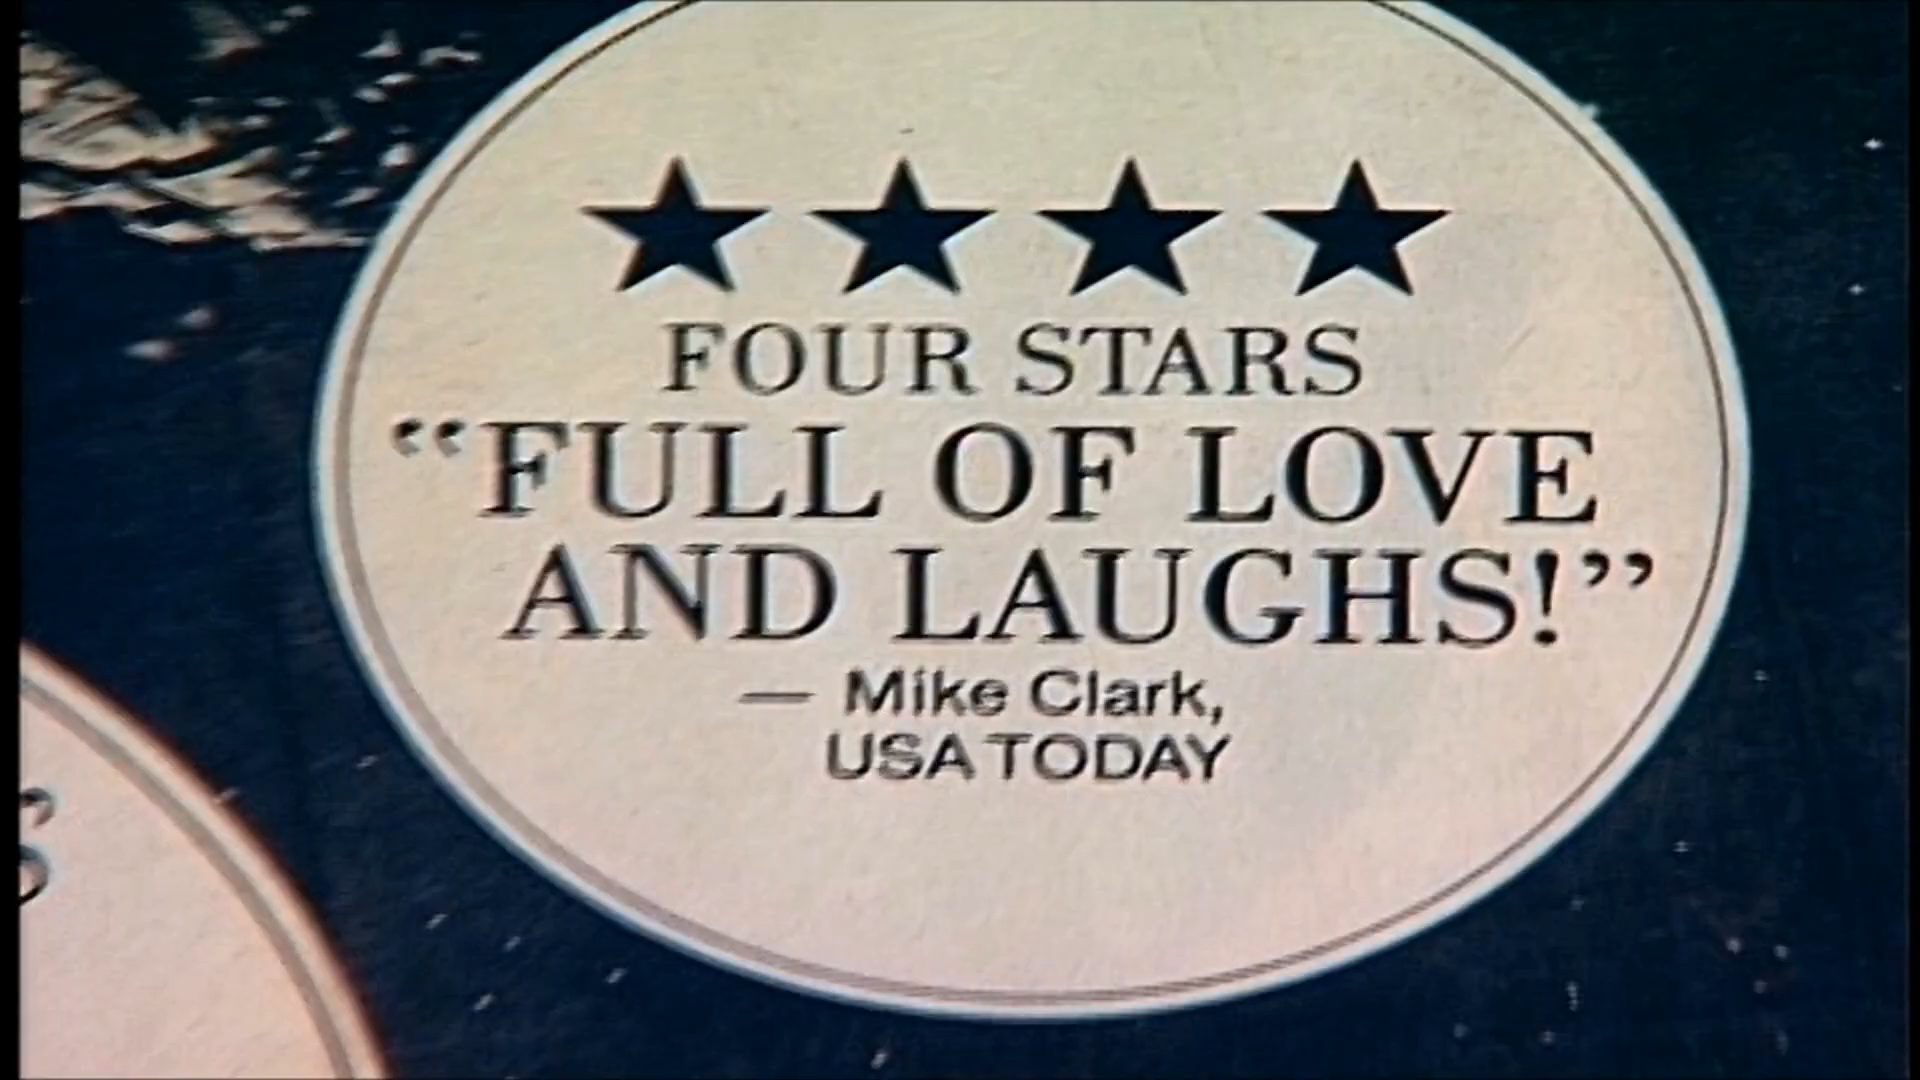 ★★★★
FOUR STARS
“FULL OF LOVE
AND LAUGHS!”
— Mike Clark,
USA TODAY